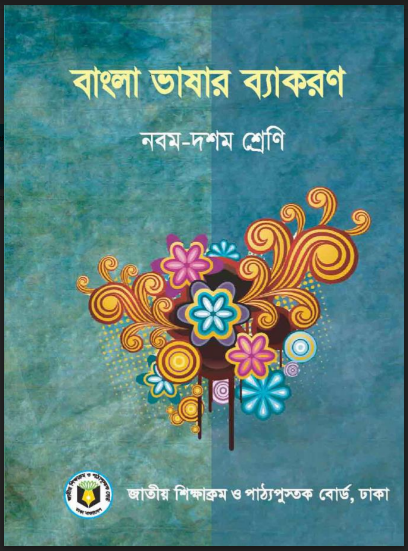 বাংলা ভাষার ব্যাকরণ
নবম-দশম শ্রেণি
জাতীয় শিক্ষাক্রম ও পাঠ্যপুস্তক বোর্ড, ঢাকা